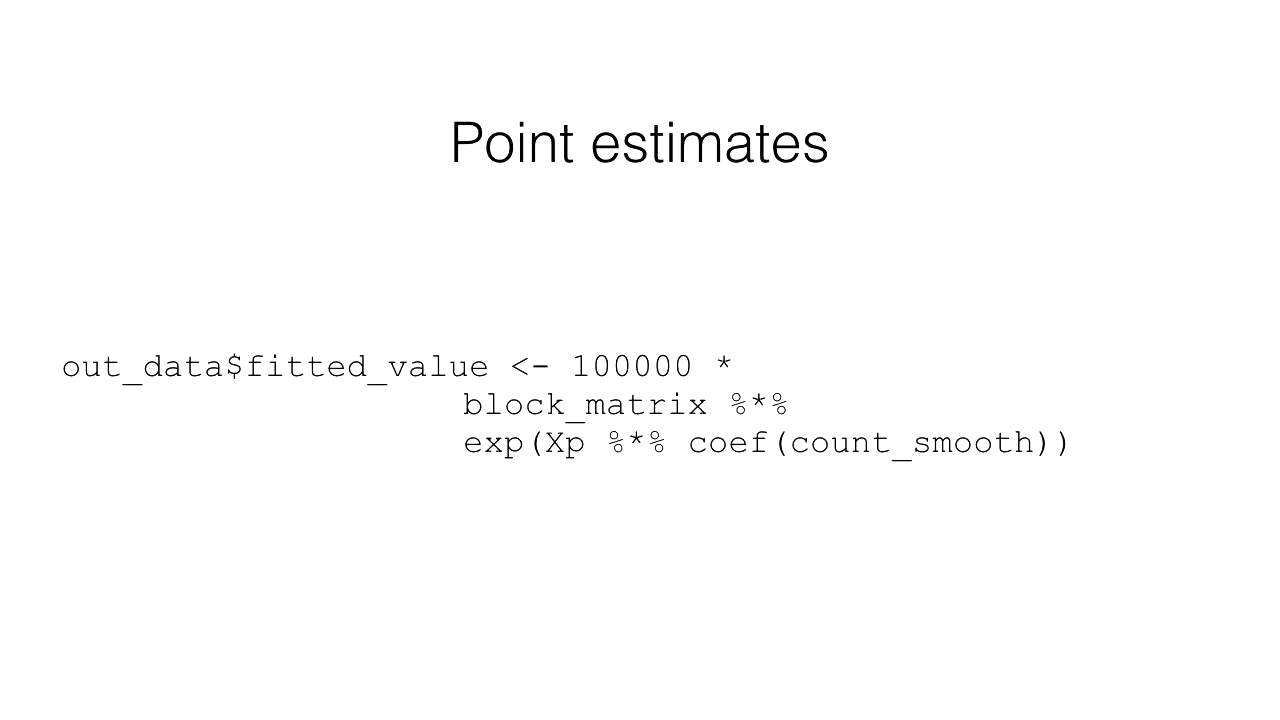 Point estimates
out_data$fitted_value <- 100000 *
block_matrix %*%
exp(Xp %*% coef(count_smooth))